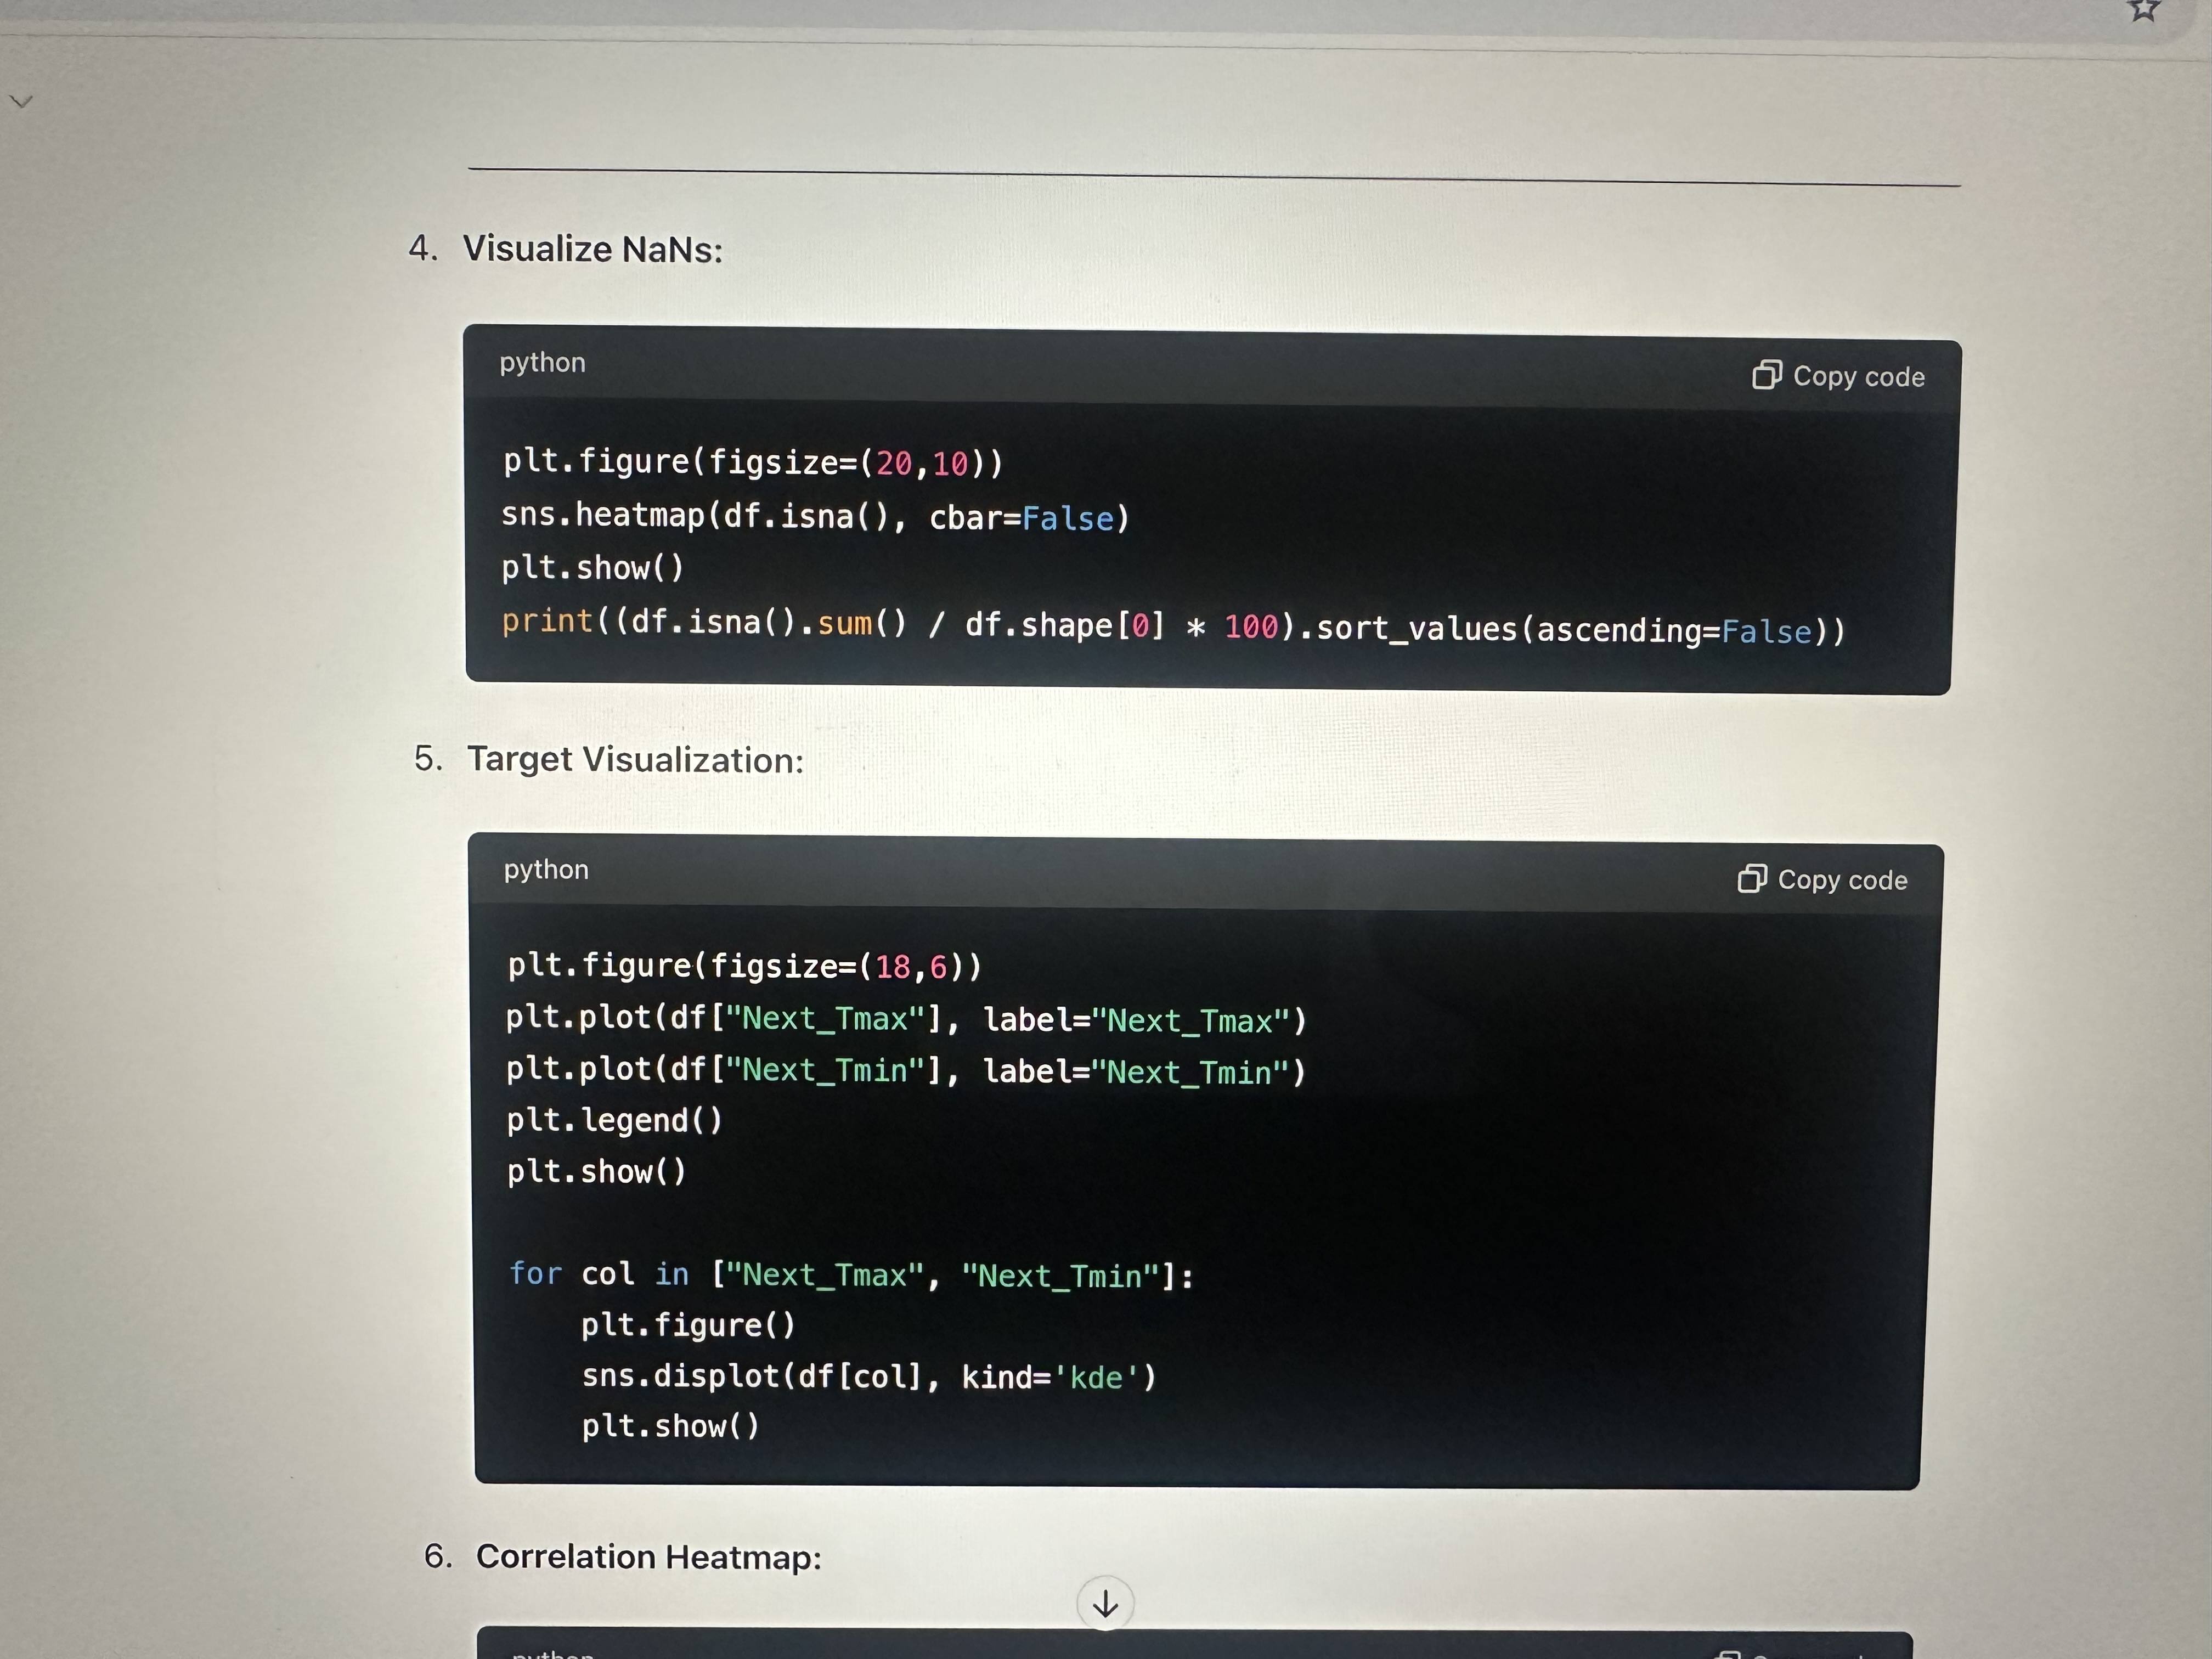 4. Visualize NaNs:
python
Copy code
plt.figure(figsize=(20,10))
sns.heatmap(df.isna(), cbar=False)
plt.show()
print((df.isna().sum() / df.shape[0] * 100).sort_values(ascending=False))
5. Target Visualization:
python
Copy code
plt.figure(figsize=(18,6))
plt.plot(df["Next_Tmax"], label="Next_Tmax")
plt.plot(df["Next_Tmin"], label="Next_Tmin")
plt.legend()
plt.show()
for col in ["Next_Tmax", "Next_Tmin"]:
    plt.figure()
    sns.displot(df[col], kind='kde')
    plt.show()
6. Correlation Heatmap:
python